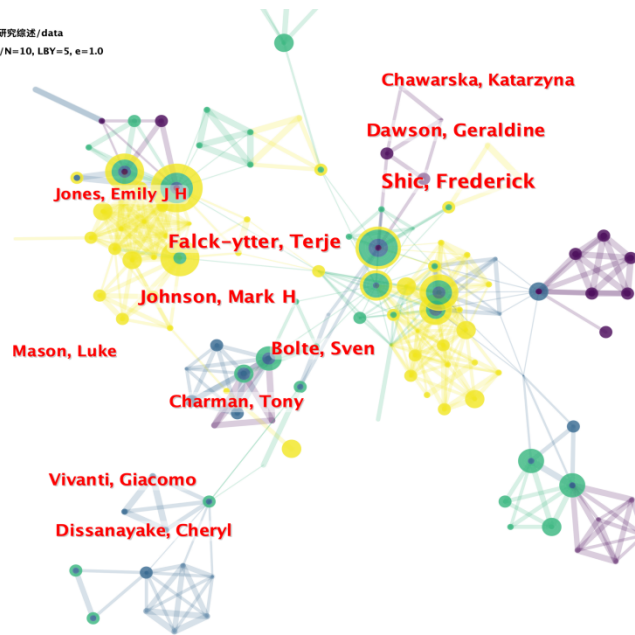 研究综述/data
/N=10, LBY=5, e=1.0
Chawarska, Katarzyna
Dawson, Geraldine
Shic, Frederick
Jones, Emily J H
Falck-ytter, Terje
Johnson, Mark H
Mason, Luke
Bolte, Sven
Charman, Tony
Vivanti, Giacomo
Dissanayake, Cheryl